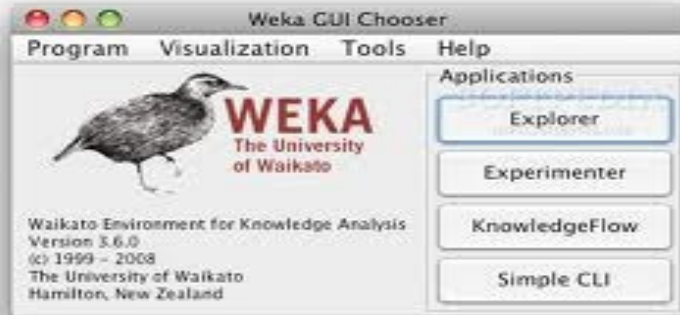 Weka GUI Chooser
Program Visualization Tools Help
WEKA
The University
of Waikato
Waikato Environment for Knowledge Analysis
Version 3.6.0
(c) 1999 – 2008
The University of Waikato
Hamilton, New Zealand
Applications
Explorer
Experimenter
KnowledgeFlow
Simple CLI